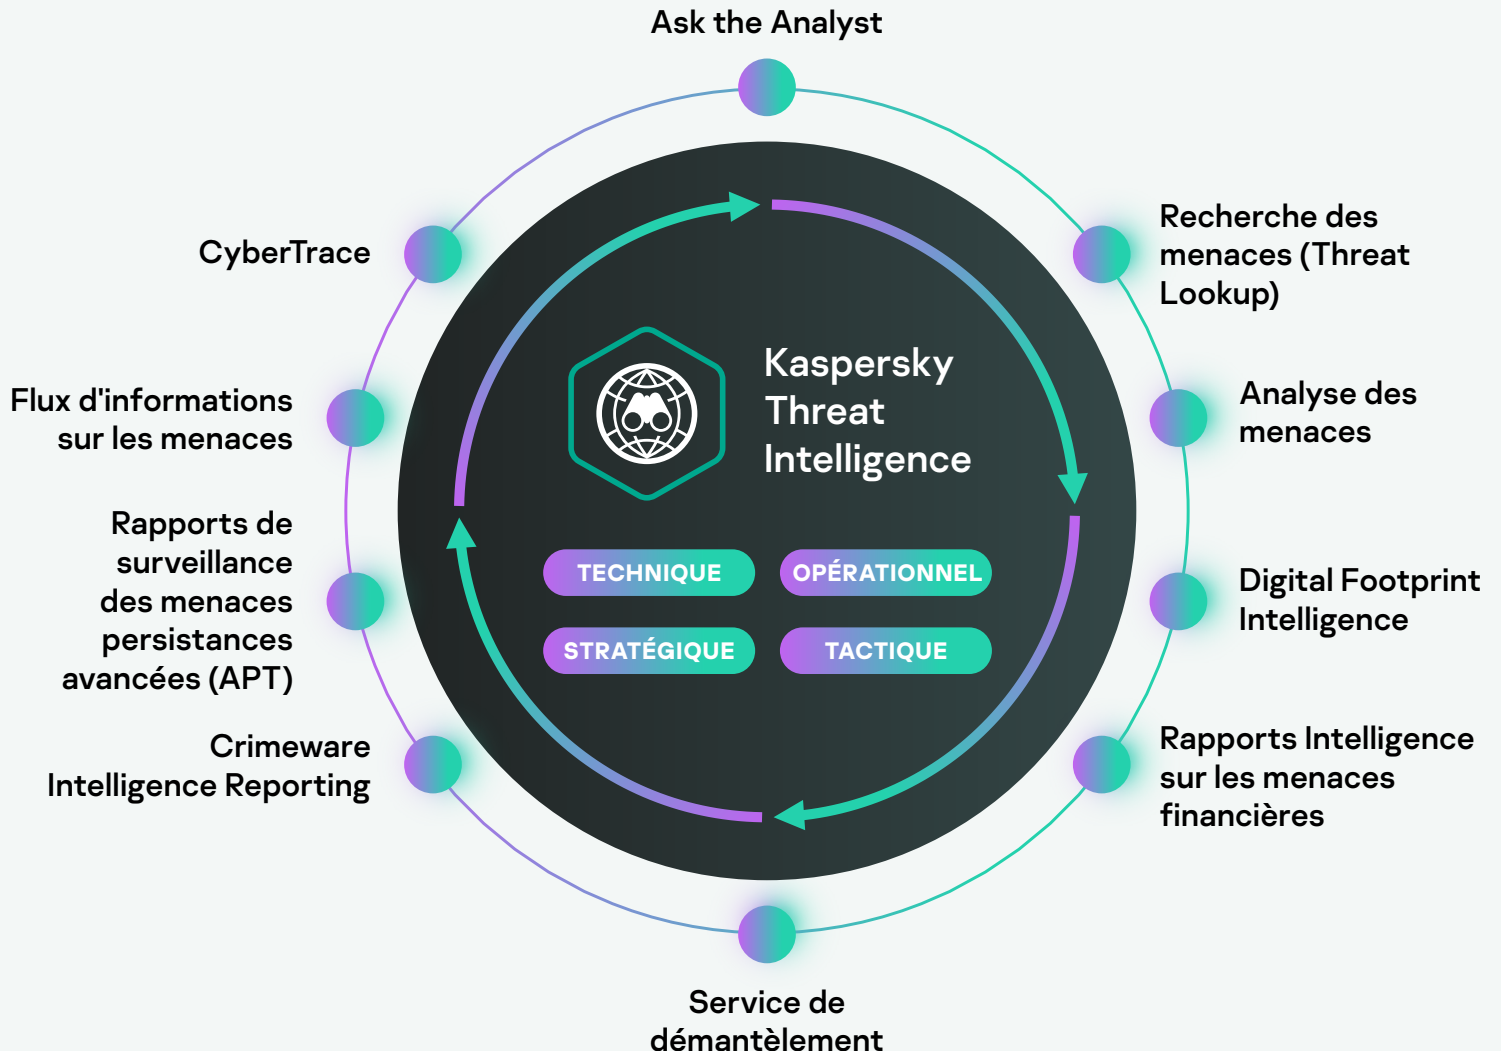 Ask the Analyst
Recherche des
menaces (Threat
Lookup)
Analyse des
menaces
Digital Footprint
Intelligence
Rapports Intelligence
sur les menaces
financières
Service de
démantèlement
Crimeware
Intelligence Reporting
Rapports de
surveillance
des menaces
persistances
avancées (APT)
Flux d'informations
sur les menaces
CyberTrace
Kaspersky
Threat
Intelligence
TECHNIQUE
OPÉRATIONNEL
STRATÉGIQUE
TACTIQUE